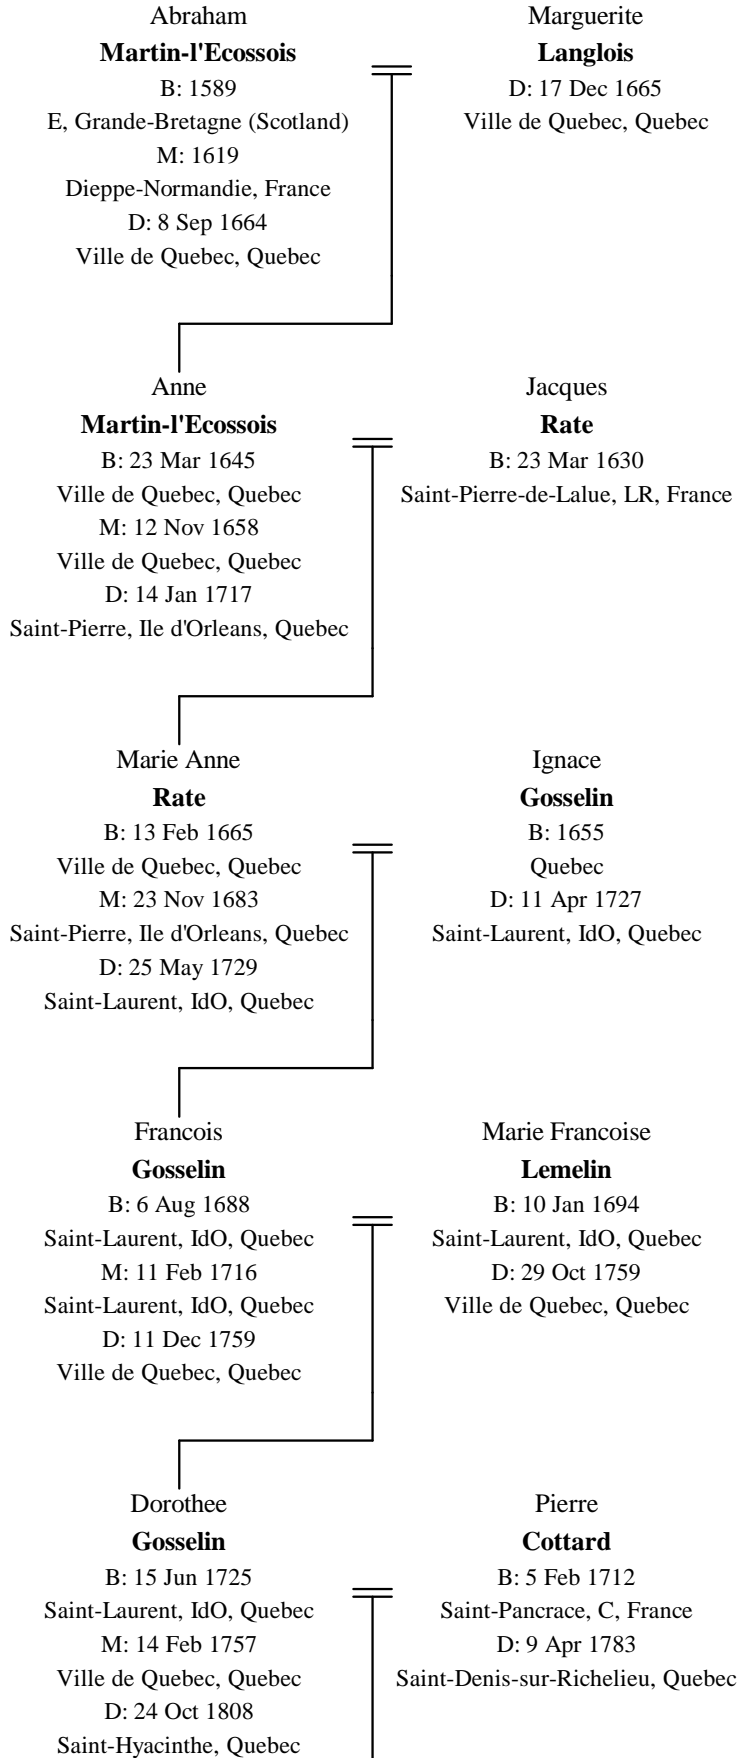 Abraham
Martin-l'Ecossois
B: 1589
E, Grande-Bretagne (Scotland)
M: 1619
Dieppe-Normandie, France
D: 8 Sep 1664
Ville de Quebec, Quebec
Marguerite
Langlois
D: 17 Dec 1665
Ville de Quebec, Quebec
Anne
Martin-l'Ecossois
B: 23 Mar 1645
Ville de Quebec, Quebec
M: 12 Nov 1658
Ville de Quebec, Quebec
D: 14 Jan 1717
Saint-Pierre, Ile d'Orleans, Quebec
Jacques
Rate
B: 23 Mar 1630
Saint-Pierre-de-Lalue, LR, France
Marie Anne
Rate
B: 13 Feb 1665
Ville de Quebec, Quebec
M: 23 Nov 1683
Saint-Pierre, Ile d'Orleans, Quebec
D: 25 May 1729
Saint-Laurent, IdO, Quebec
Ignace
Gosselin
B: 1655
Quebec
D: 11 Apr 1727
Saint-Laurent, IdO, Quebec
Francois
Gosselin
B: 6 Aug 1688
Saint-Laurent, IdO, Quebec
M: 11 Feb 1716
Saint-Laurent, IdO, Quebec
D: 11 Dec 1759
Ville de Quebec, Quebec
Marie Francoise
Lemelin
B: 10 Jan 1694
Saint-Laurent, IdO, Quebec
D: 29 Oct 1759
Ville de Quebec, Quebec
Dorothee
Gosselin
B: 15 Jun 1725
Saint-Laurent, IdO, Quebec
M: 14 Feb 1757
Ville de Quebec, Quebec
D: 24 Oct 1808
Saint-Hyacinthe, Quebec
Pierre
Cottard
B: 5 Feb 1712
Saint-Pancrace, C, France
D: 9 Apr 1783
Saint-Denis-sur-Richelieu, Quebec